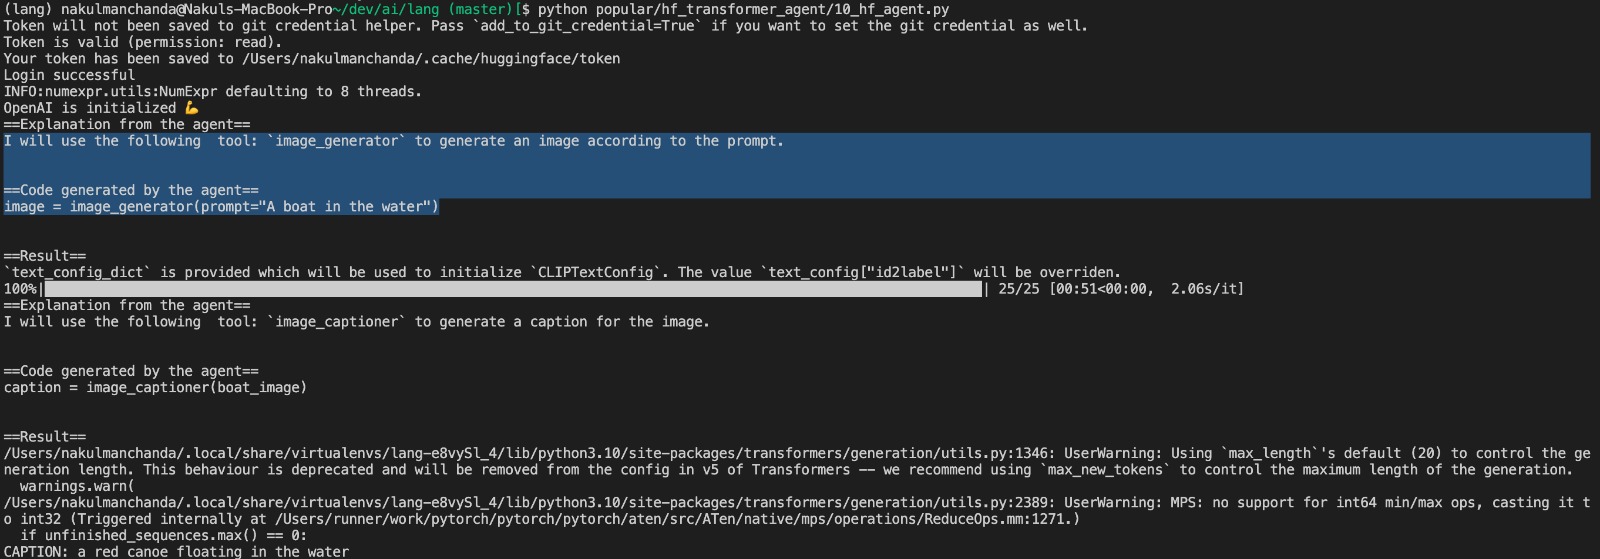 (lang) nakulmanchanda@Nakuls-MacBook-Pro~/dev/ai/lang (master)[$ python popular/hf_transformer_agent/10_hf_agent.py
Token will not been saved to git credential helper. Pass `add_to_git_credential=True` if you want to set the git credential as well.
Token is valid (permission: read).
Your token has been saved to /Users/nakulmanchanda/.cache/huggingface/token
Login successful
INFO:numexpr.utils:NumExpr defaulting to 8 threads.
OpenAI is initialized 💪
==Explanation from the agent==
I will use the following  tool: `image_generator` to generate an image according to the prompt.
==Code generated by the agent==
image = image_generator(prompt="A boat in the water")
==Result==
`text_config_dict` is provided which will be used to initialize `CLIPTextConfig`. The value `text_config["id2label"]` will be overriden.
100%|██████████| 25/25 [00:51<00:00,  2.06s/it]
==Explanation from the agent==
I will use the following  tool: `image_captioner` to generate a caption for the image.
==Code generated by the agent==
caption = image_captioner(boat_image)
==Result==
/Users/nakulmanchanda/.local/share/virtualenvs/lang-e8vySl_4/lib/python3.10/site-packages/transformers/generation/utils.py:1346: UserWarning: Using `max_length`'s default (20) to control the ge
neration length. This behaviour is deprecated and will be removed from the config in v5 of Transformers -- we recommend using `max_new_tokens` to control the maximum length of the generation.
  warnings.warn(
/Users/nakulmanchanda/.local/share/virtualenvs/lang-e8vySl_4/lib/python3.10/site-packages/transformers/generation/utils.py:2389: UserWarning: MPS: no support for int64 min/max ops, casting it t
o int32 (Triggered internally at /Users/runner/work/pytorch/pytorch/pytorch/aten/src/ATen/native/mps/operations/ReduceOps.mm:1271.)
  if unfinished_sequences.max() == 0:
CAPTION: a red canoe floating in the water